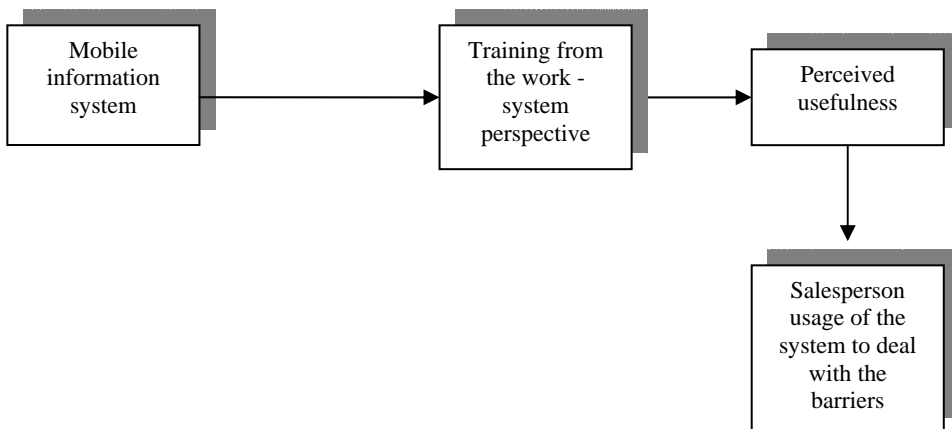 Mobile
information
system
Training from
the work -
system
perspective
Perceived
usefulness
Salesperson
usage of the
system to deal
with the
barriers